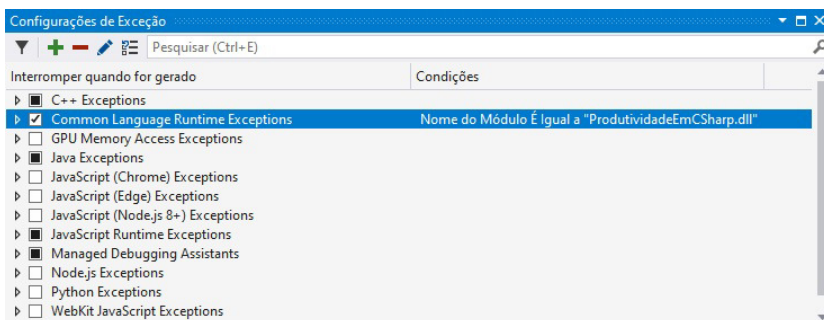 Configurações de Exceção
Pesquisar (Ctrl+E)
Interromper quando for gerado Condições
C++ Exceptions
Common Language Runtime Exceptions Nome do Módulo É Igual a "ProdutividadeEmCSharp.dll"
GPU Memory Access Exceptions
Java Exceptions
JavaScript (Chrome) Exceptions
JavaScript (Edge) Exceptions
JavaScript (Node.js 8+) Exceptions
JavaScript Runtime Exceptions
Managed Debugging Assistants
Node.js Exceptions
Python Exceptions
WebKit JavaScript Exceptions